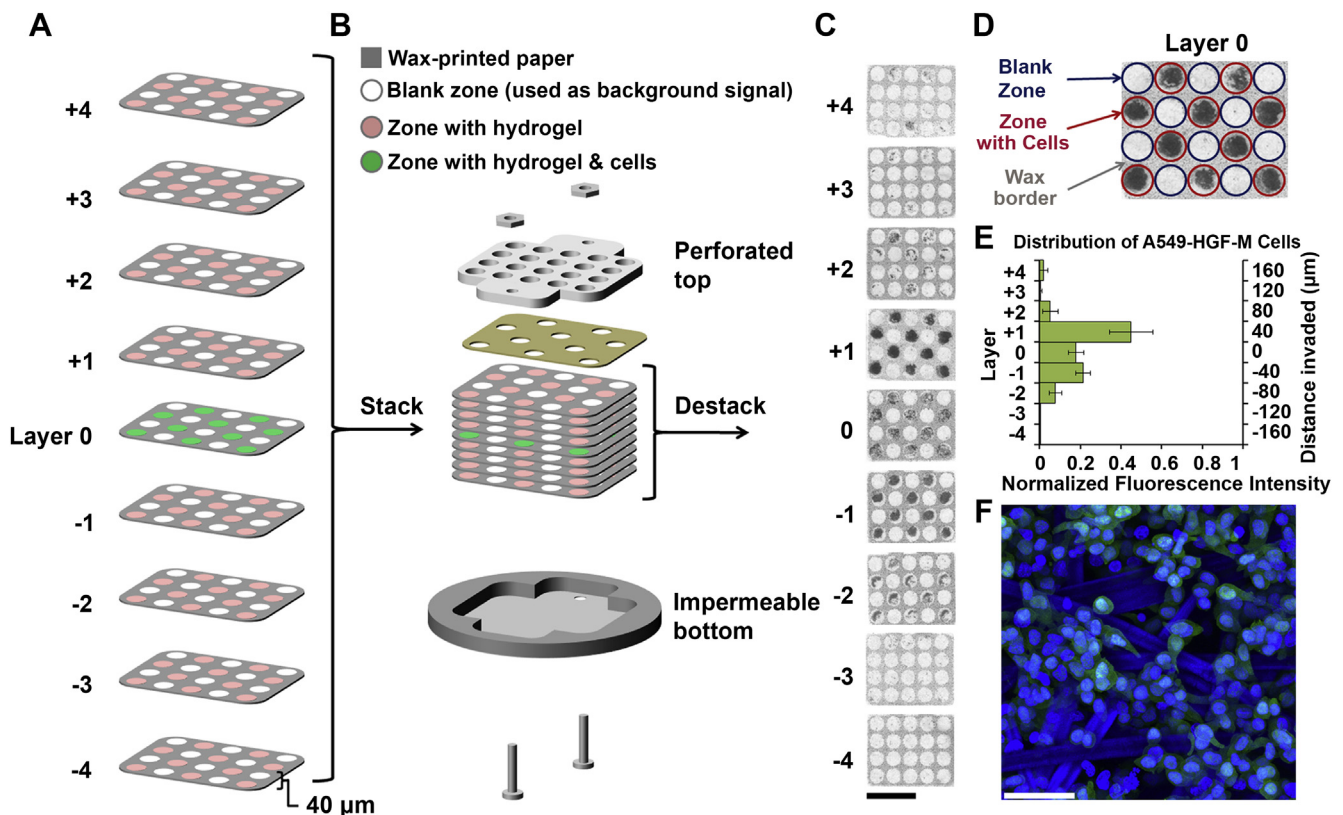 A
+4
+3
+2
+1
Layer 0
-1
-2
-3
-4
40 µm
B
Wax-printed paper
Blank zone (used as background signal)
Zone with hydrogel
Zone with hydrogel & cells
Perforated
top
Stack
Destack
Impermeable
bottom
C
+4
+3
+2
+1
0
-1
-2
-3
-4
D
Layer 0
Blank
Zone
Zone
with Cells
Wax
border
E
Distribution of A549-HGF-M Cells
Layer
+4
+3
+2
+1
0
-1
-2
-3
-4
0
0.2
0.4
0.6
0.8
1
Normalized Fluorescence Intensity
160
120
80
40
0
-40
-80
-120
-160
Distance invaded (µm)
F